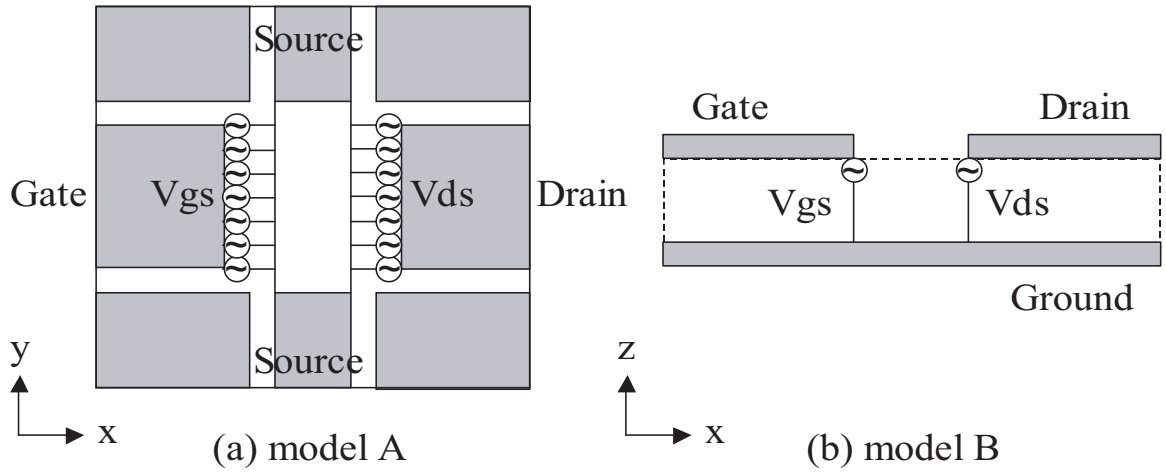 Source
Gate
Vgs
Vds
Drain
Source
y
x
(a) model A
Gate
Drain
Vgs
Vds
Ground
z
x
(b) model B